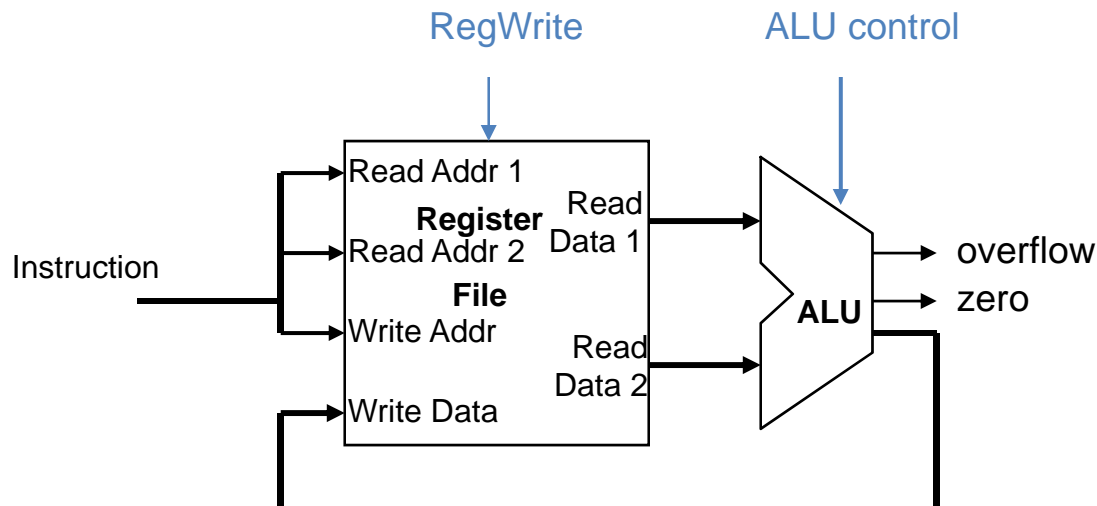 RegWrite
ALU control
Read Addr 1
Register
Read Addr 2
File
Write Addr
Write Data
Read
Data 1
Read
Data 2
Instruction
ALU
overflow
zero